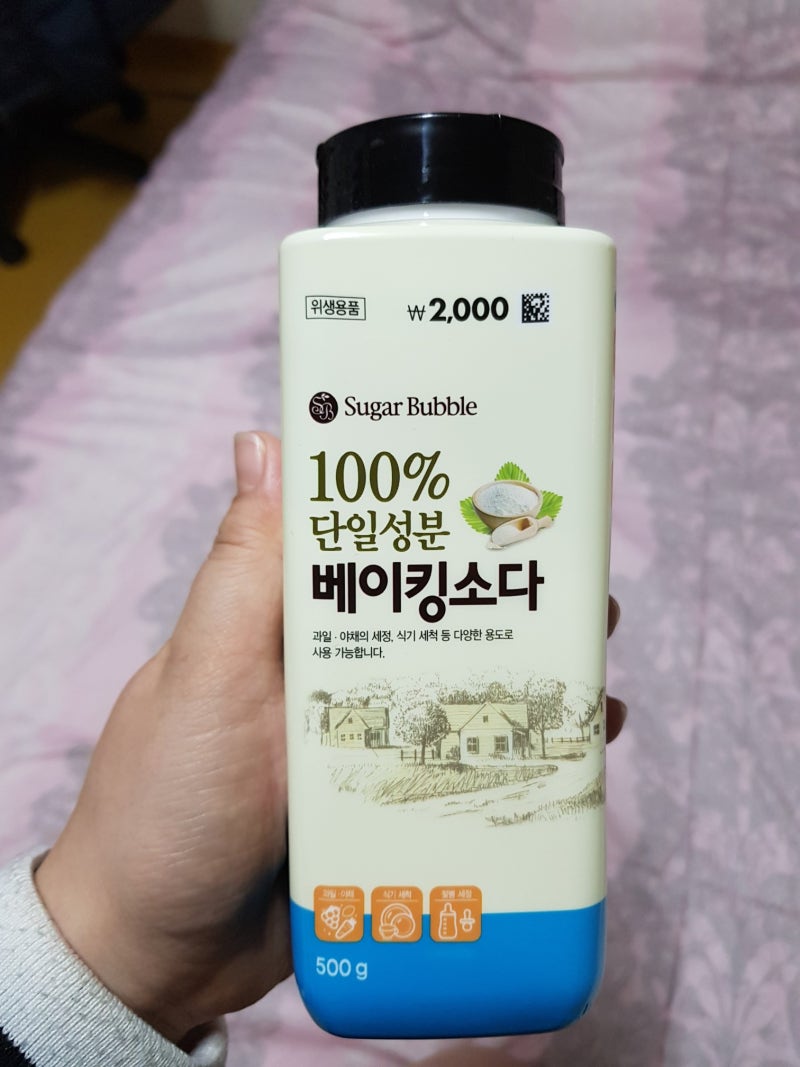 위생용품
₩2,000
SB
Sugar Bubble
100%
단일성분
베이킹소다
과일·야채의 세정, 식기 세척 등 다양한 용도로
사용 가능합니다.
과일·야채
식기 세척
젖병 세정
500 g